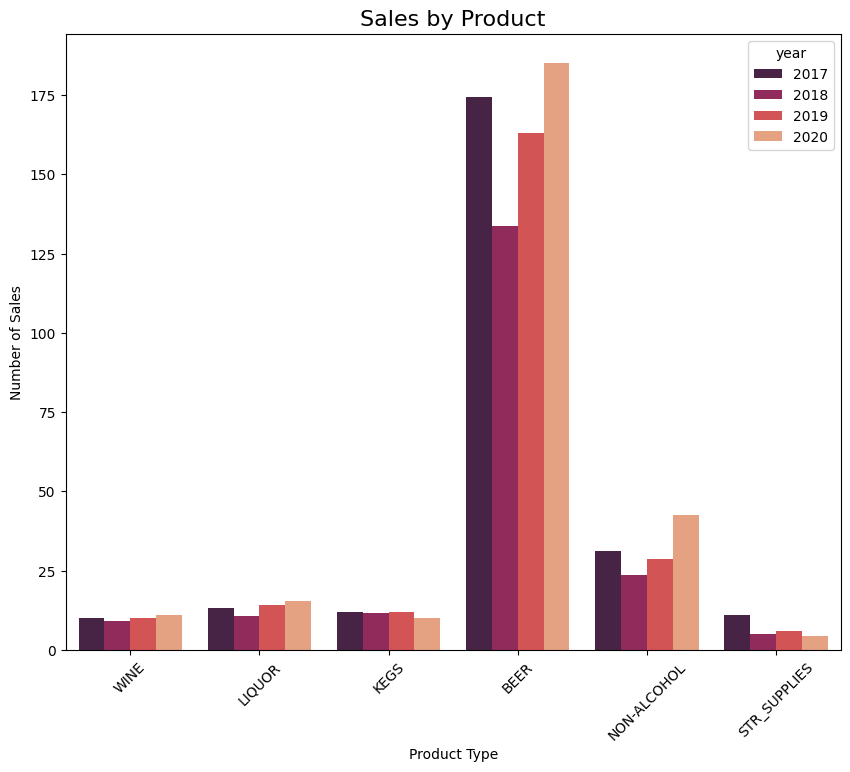 Sales by Product
year
2017
2018
2019
2020
Number of Sales
175
150
125
100
75
50
25
0
WINE
LIQUOR
KEGS
BEER
NON-ALCOHOL
STR_SUPPLIES
Product Type